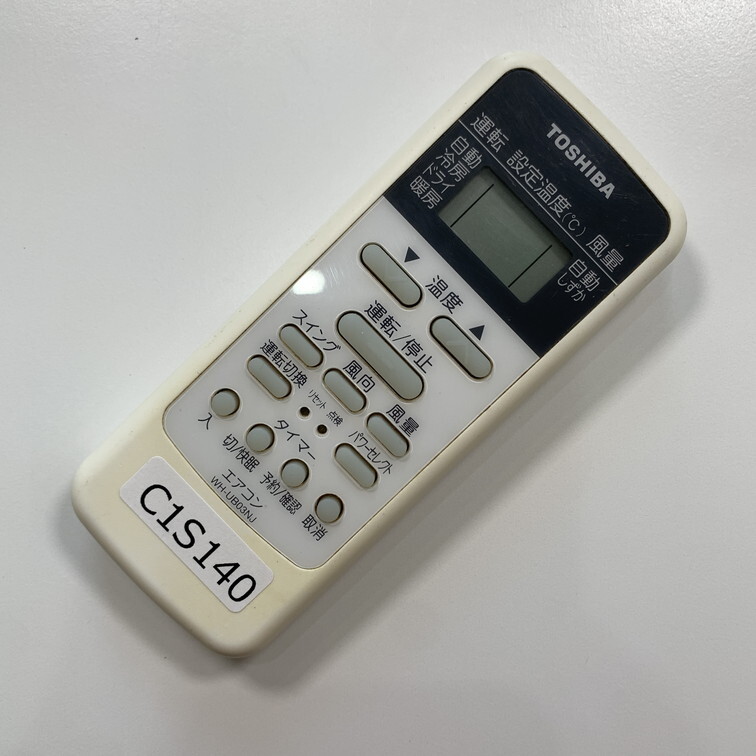 TOSHIBA
運転 設定温度(℃) 風量
自動
冷房
ドライ
暖房
自動
しずか
▼ 温度 ▲
運転/停止
スイング 風向 風量
運転切換 リセット 点検 パワーセレクト
タイマー
入 切/快眠 予約/確認 取消
エアコン
WH-UB03NJ
C1S140